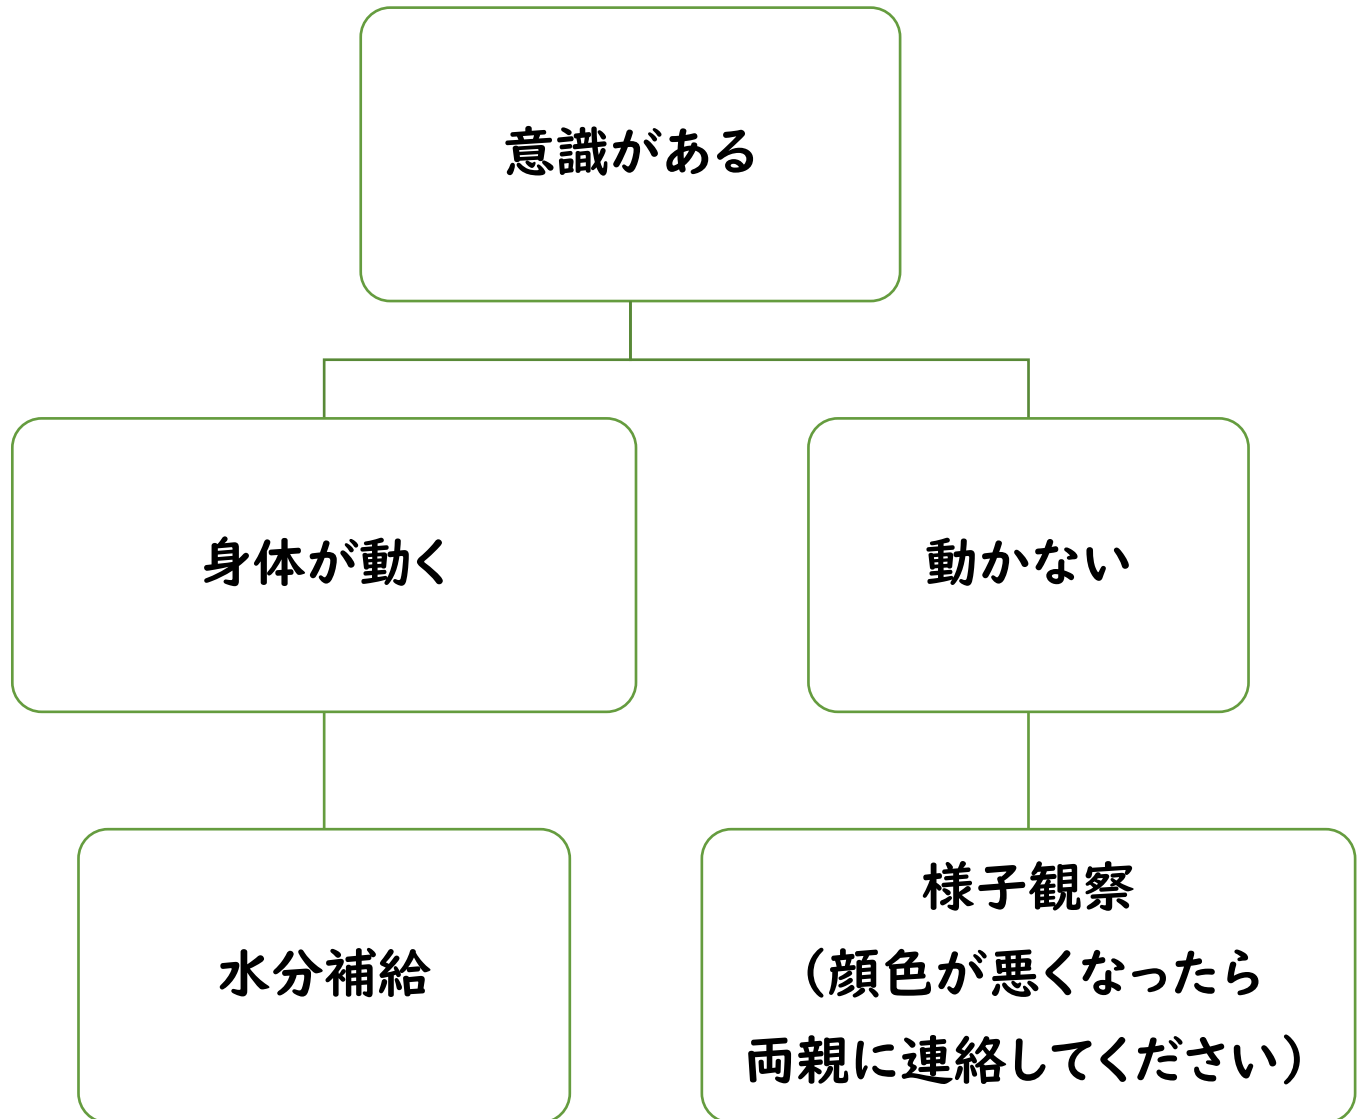 意識がある
身体が動く
動かない
水分補給
様子観察
（顔色が悪くなったら
両親に連絡してください）